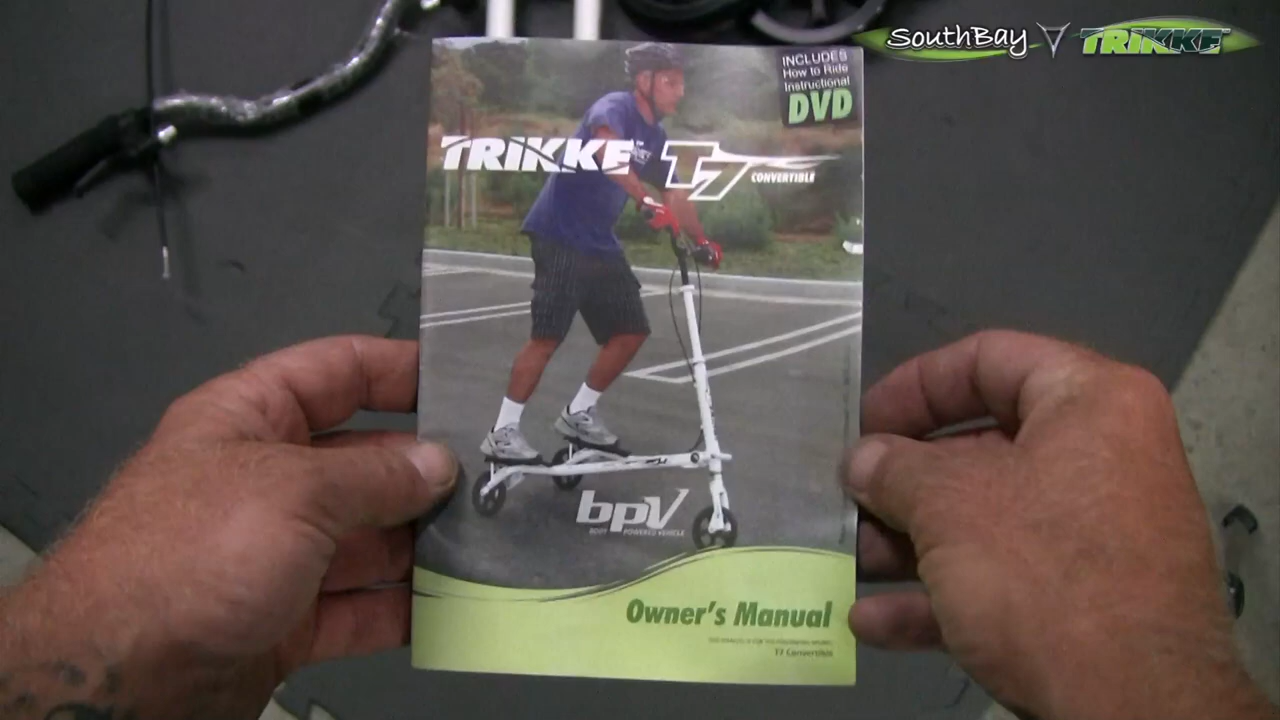 SouthBay TRIKKE
INCLUDES
How to Ride
Instructional
DVD
TRIKKE T7
CONVERTIBLE
bpV
BODY POWERED VEHICLE
Owner's Manual
T7 Convertible